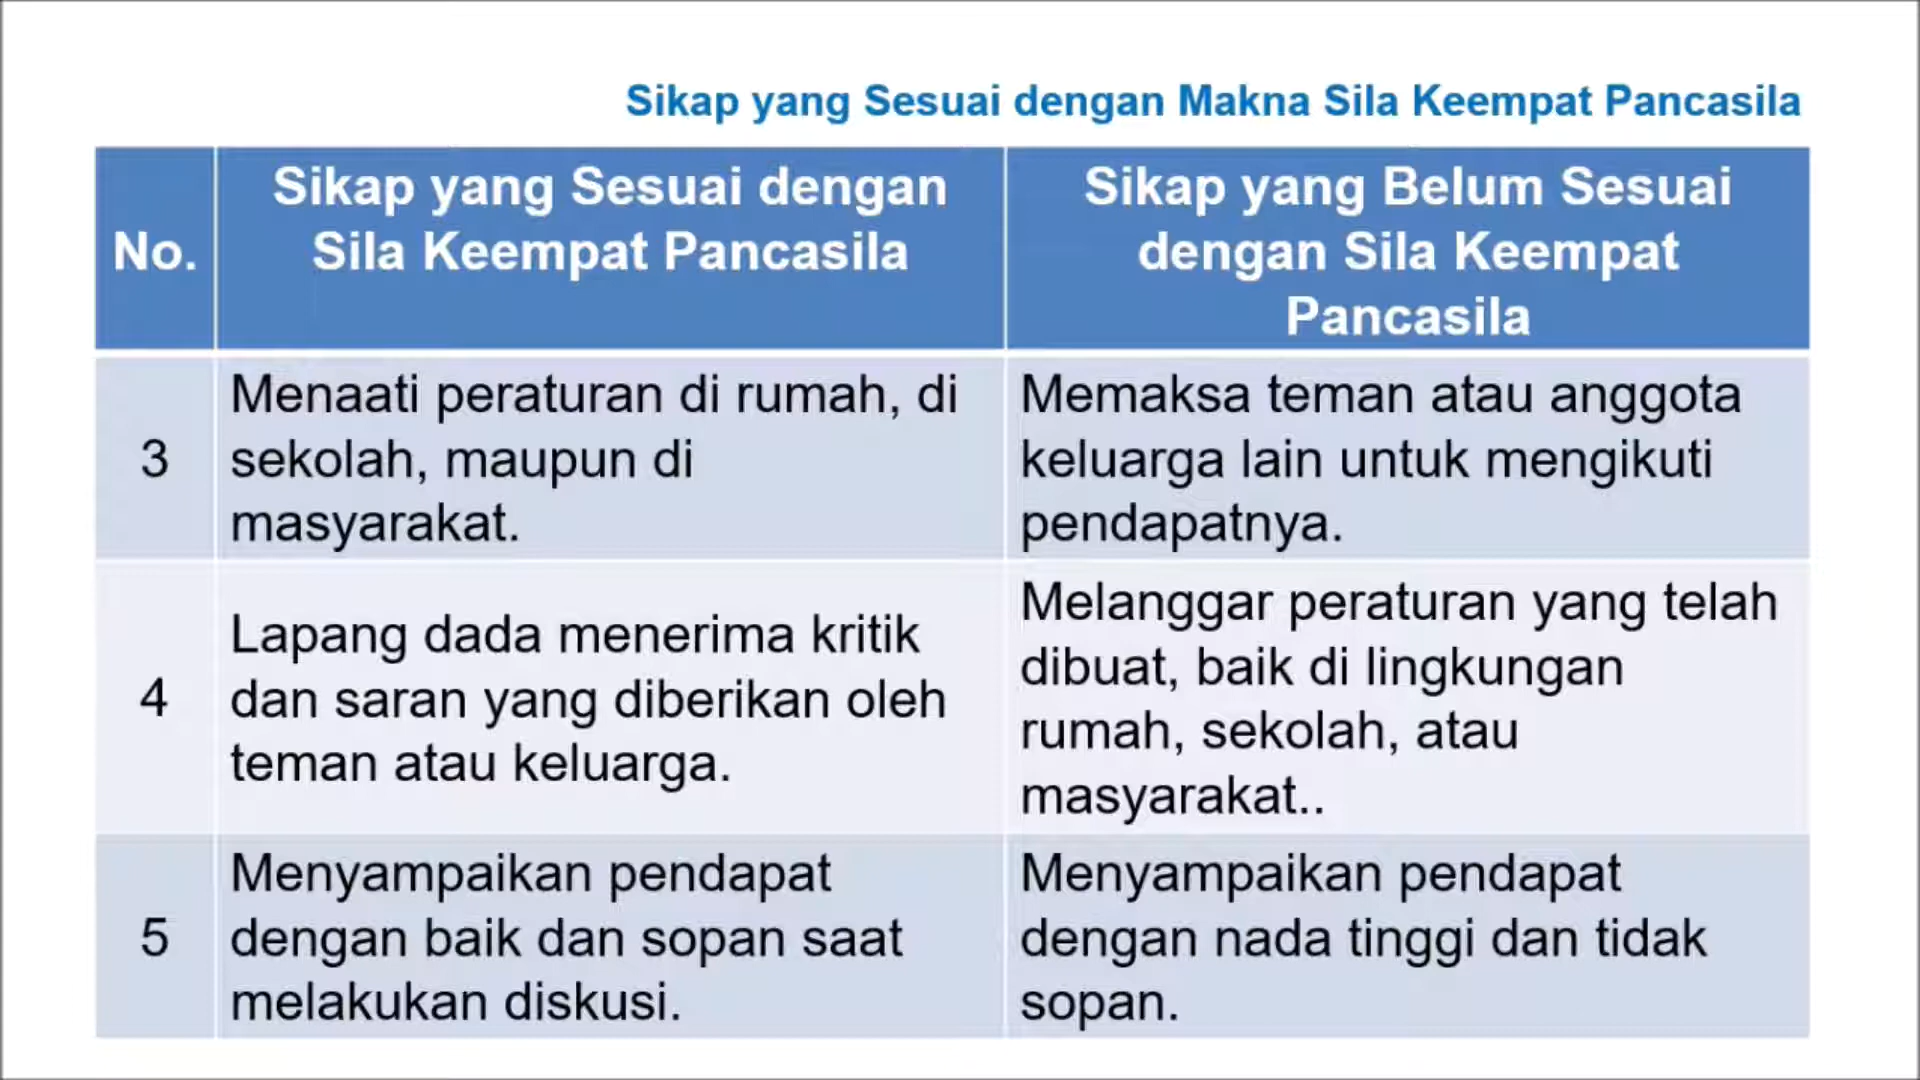 Sikap yang Sesuai dengan Makna Sila Keempat Pancasila
No.
Sikap yang Sesuai dengan
Sila Keempat Pancasila
Sikap yang Belum Sesuai
dengan Sila Keempat
Pancasila
3
Menaati peraturan di rumah, di
sekolah, maupun di
masyarakat.
Memaksa teman atau anggota
keluarga lain untuk mengikuti
pendapatnya.
4
Lapang dada menerima kritik
dan saran yang diberikan oleh
teman atau keluarga.
Melanggar peraturan yang telah
dibuat, baik di lingkungan
rumah, sekolah, atau
masyarakat..
5
Menyampaikan pendapat
dengan baik dan sopan saat
melakukan diskusi.
Menyampaikan pendapat
dengan nada tinggi dan tidak
sopan.